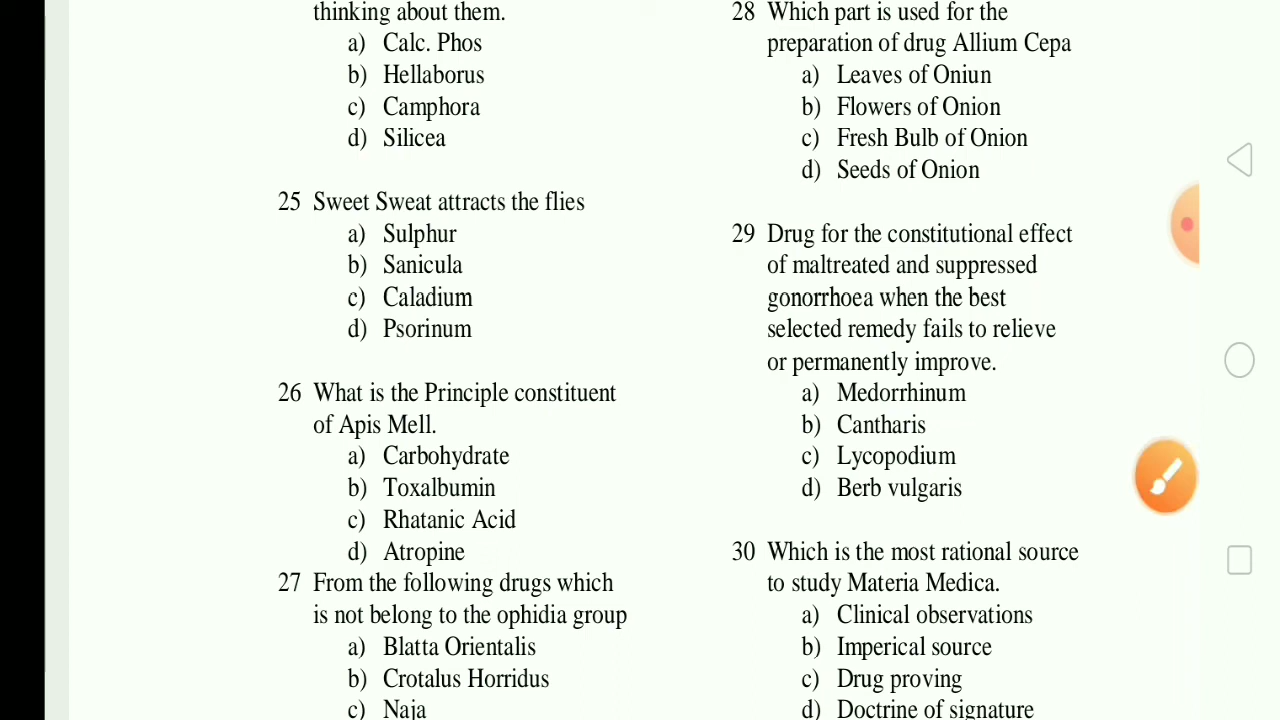 thinking about them.
a) Calc. Phos
b) Hellaborus
c) Camphora
d) Silicea
25 Sweet Sweat attracts the flies
a) Sulphur
b) Sanicula
c) Caladium
d) Psorinum
26 What is the Principle constituent
of Apis Mell.
a) Carbohydrate
b) Toxalbumin
c) Rhatanic Acid
d) Atropine
27 From the following drugs which
is not belong to the ophidia group
a) Blatta Orientalis
b) Crotalus Horridus
c) Naja
28 Which part is used for the
preparation of drug Allium Cepa
a) Leaves of Oniun
b) Flowers of Onion
c) Fresh Bulb of Onion
d) Seeds of Onion
29 Drug for the constitutional effect
of maltreated and suppressed
gonorrhoea when the best
selected remedy fails to relieve
or permanently improve.
a) Medorrhinum
b) Cantharis
c) Lycopodium
d) Berb vulgaris
30 Which is the most rational source
to study Materia Medica.
a) Clinical observations
b) Imperical source
c) Drug proving
d) Doctrine of signature